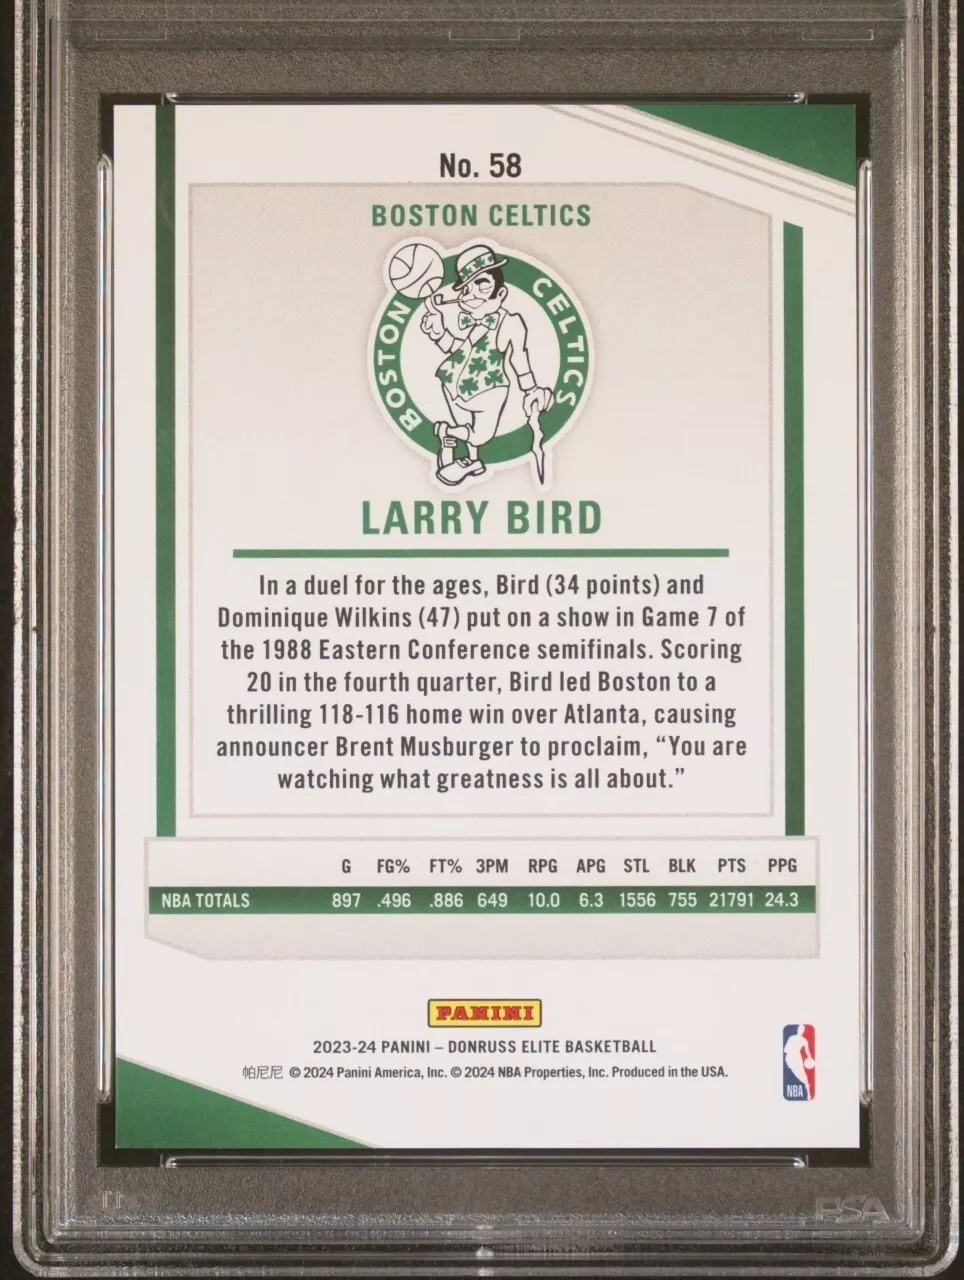 No. 58
BOSTON CELTICS
BOSTON CELTICS
LARRY BIRD
In a duel for the ages, Bird (34 points) and
Dominique Wilkins (47) put on a show in Game 7 of
the 1988 Eastern Conference semifinals. Scoring
20 in the fourth quarter, Bird led Boston to a
thrilling 118-116 home win over Atlanta, causing
announcer Brent Musburger to proclaim, “You are
watching what greatness is all about.”
G FG% FT% 3PM RPG APG STL BLK PTS PPG
NBA TOTALS 897 .496 .886 649 10.0 6.3 1556 755 21791 24.3
PANINI
2023-24 PANINI – DONRUSS ELITE BASKETBALL
帕尼尼 © 2024 Panini America, Inc. © 2024 NBA Properties, Inc. Produced in the USA.
NBA
PSA